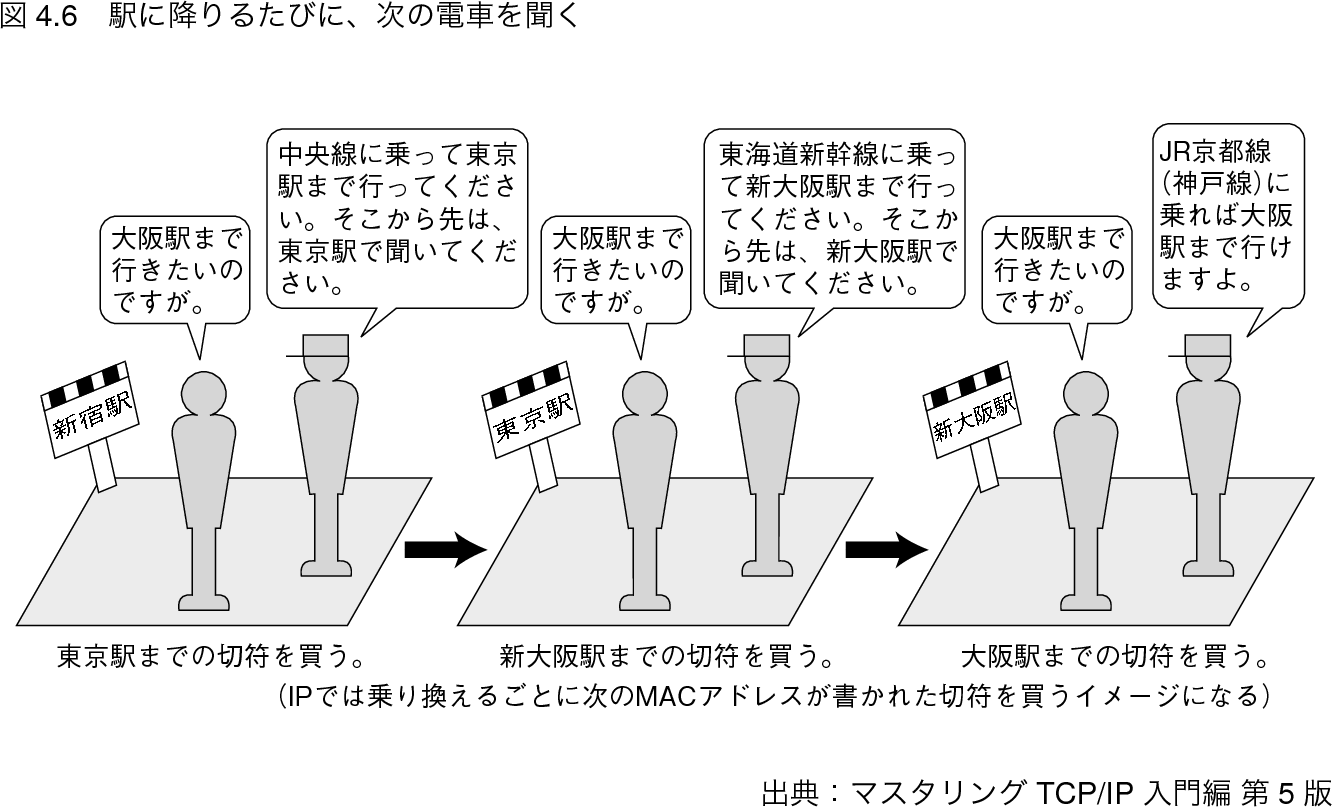 図 4.6　駅に降りるたびに、次の電車を聞く
大阪駅まで
行きたいの
ですが。
中央線に乗って東京
駅まで行ってくださ
い。そこから先は、
東京駅で聞いてくだ
さい。
新宿駅
東京駅までの切符を買う。
大阪駅まで
行きたいの
ですが。
東海道新幹線に乗っ
て新大阪駅まで行っ
てください。そこか
ら先は、新大阪駅で
聞いてください。
東京駅
新大阪駅までの切符を買う。
大阪駅まで
行きたいの
ですが。
JR京都線
(神戸線)に
乗れば大阪
駅まで行け
ますよ。
新大阪駅
大阪駅までの切符を買う。
(IPでは乗り換えるごとに次のMACアドレスが書かれた切符を買うイメージになる)
出典：マスタリング TCP/IP 入門編 第 5 版